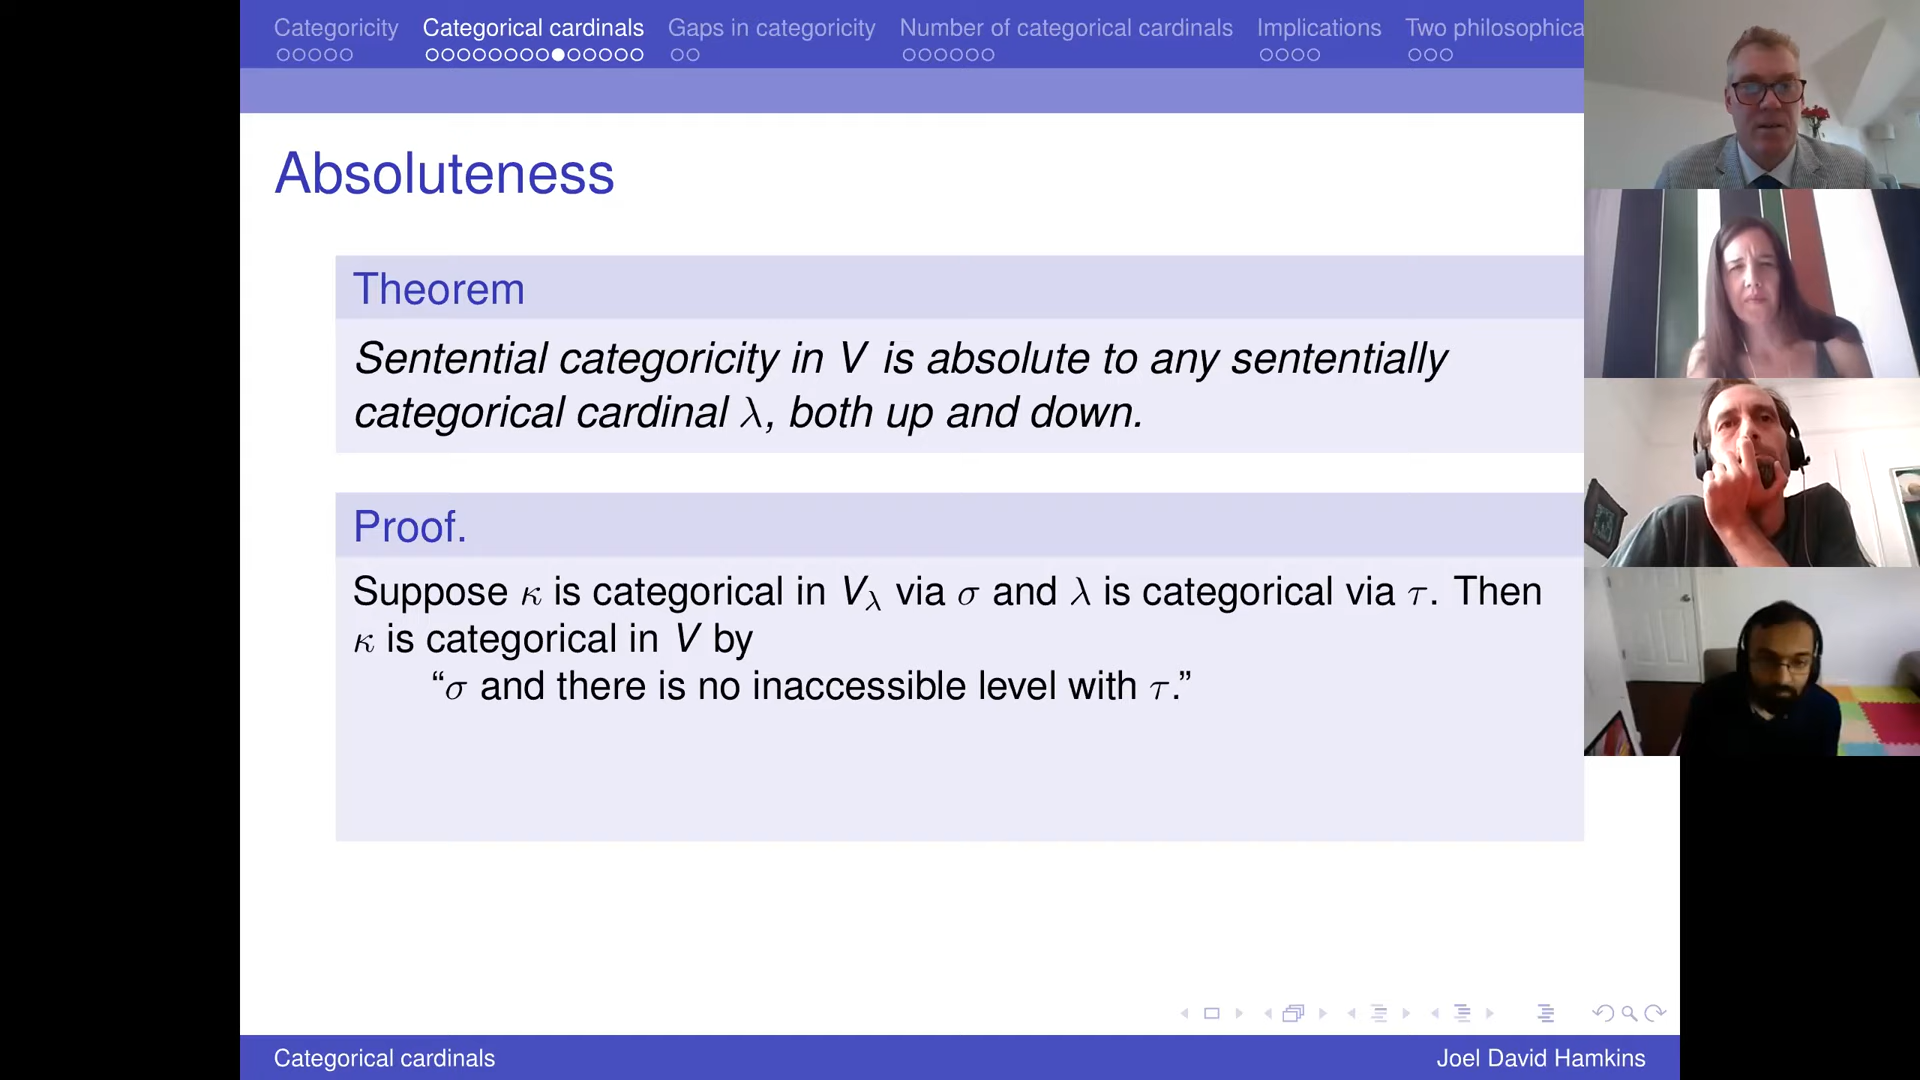 Categoricity Categorical cardinals Gaps in categoricity Number of categorical cardinals Implications Two philosophica
Absoluteness
Theorem
Sentential categoricity in V is absolute to any sententially
categorical cardinal λ, both up and down.
Proof.
Suppose κ is categorical in V_λ via σ and λ is categorical via τ. Then
κ is categorical in V by
“σ and there is no inaccessible level with τ.”
Categorical cardinals Joel David Hamkins